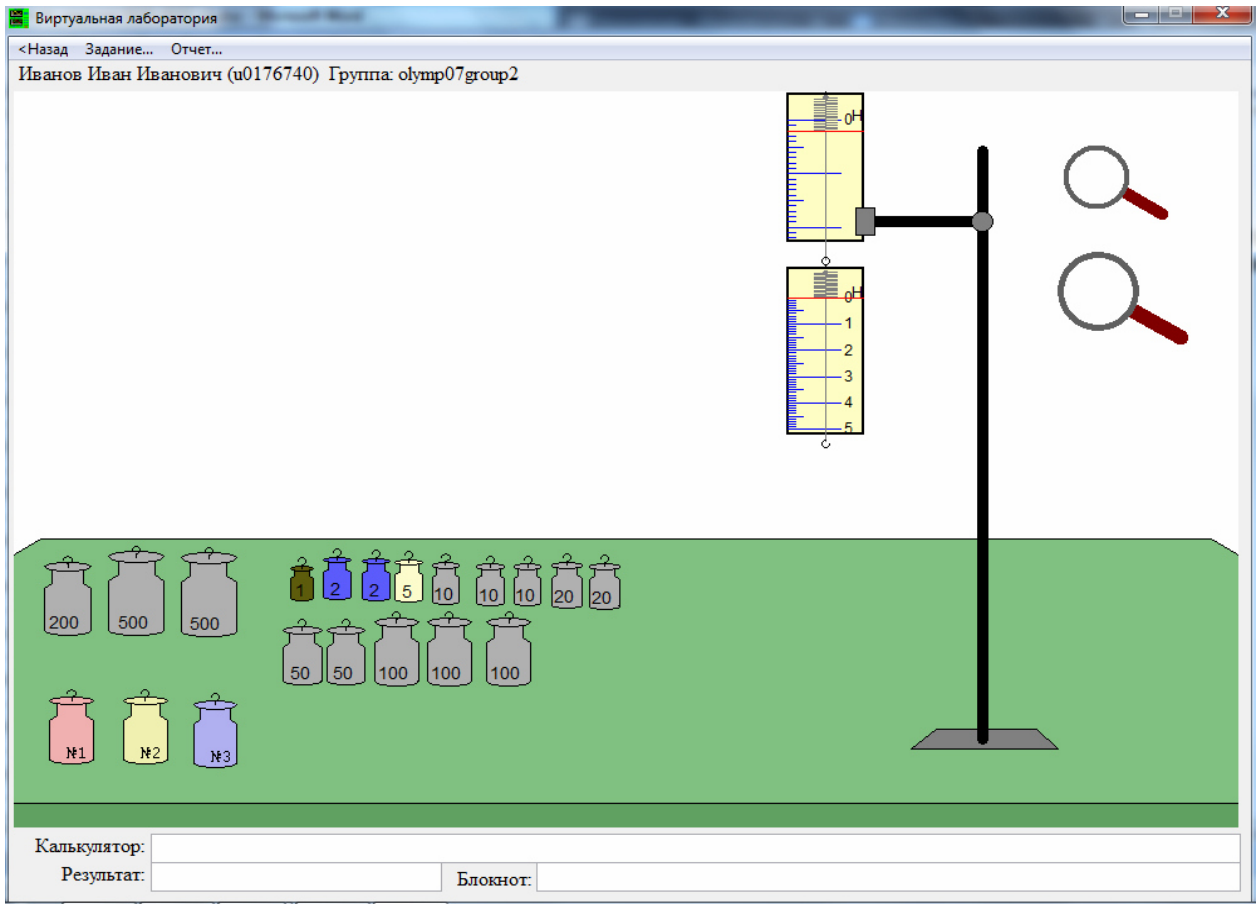 Виртуальная лаборатория
<Назад Задание... Отчет...
Иванов Иван Иванович (u0176740) Группа: olymp07group2
0 Н
0 Н
1
2
3
4
5
200 500 500 1 2 2 5 10 10 10 20 20
50 50 100 100 100
№1 №2 №3
Калькулятор:
Результат: Блокнот: